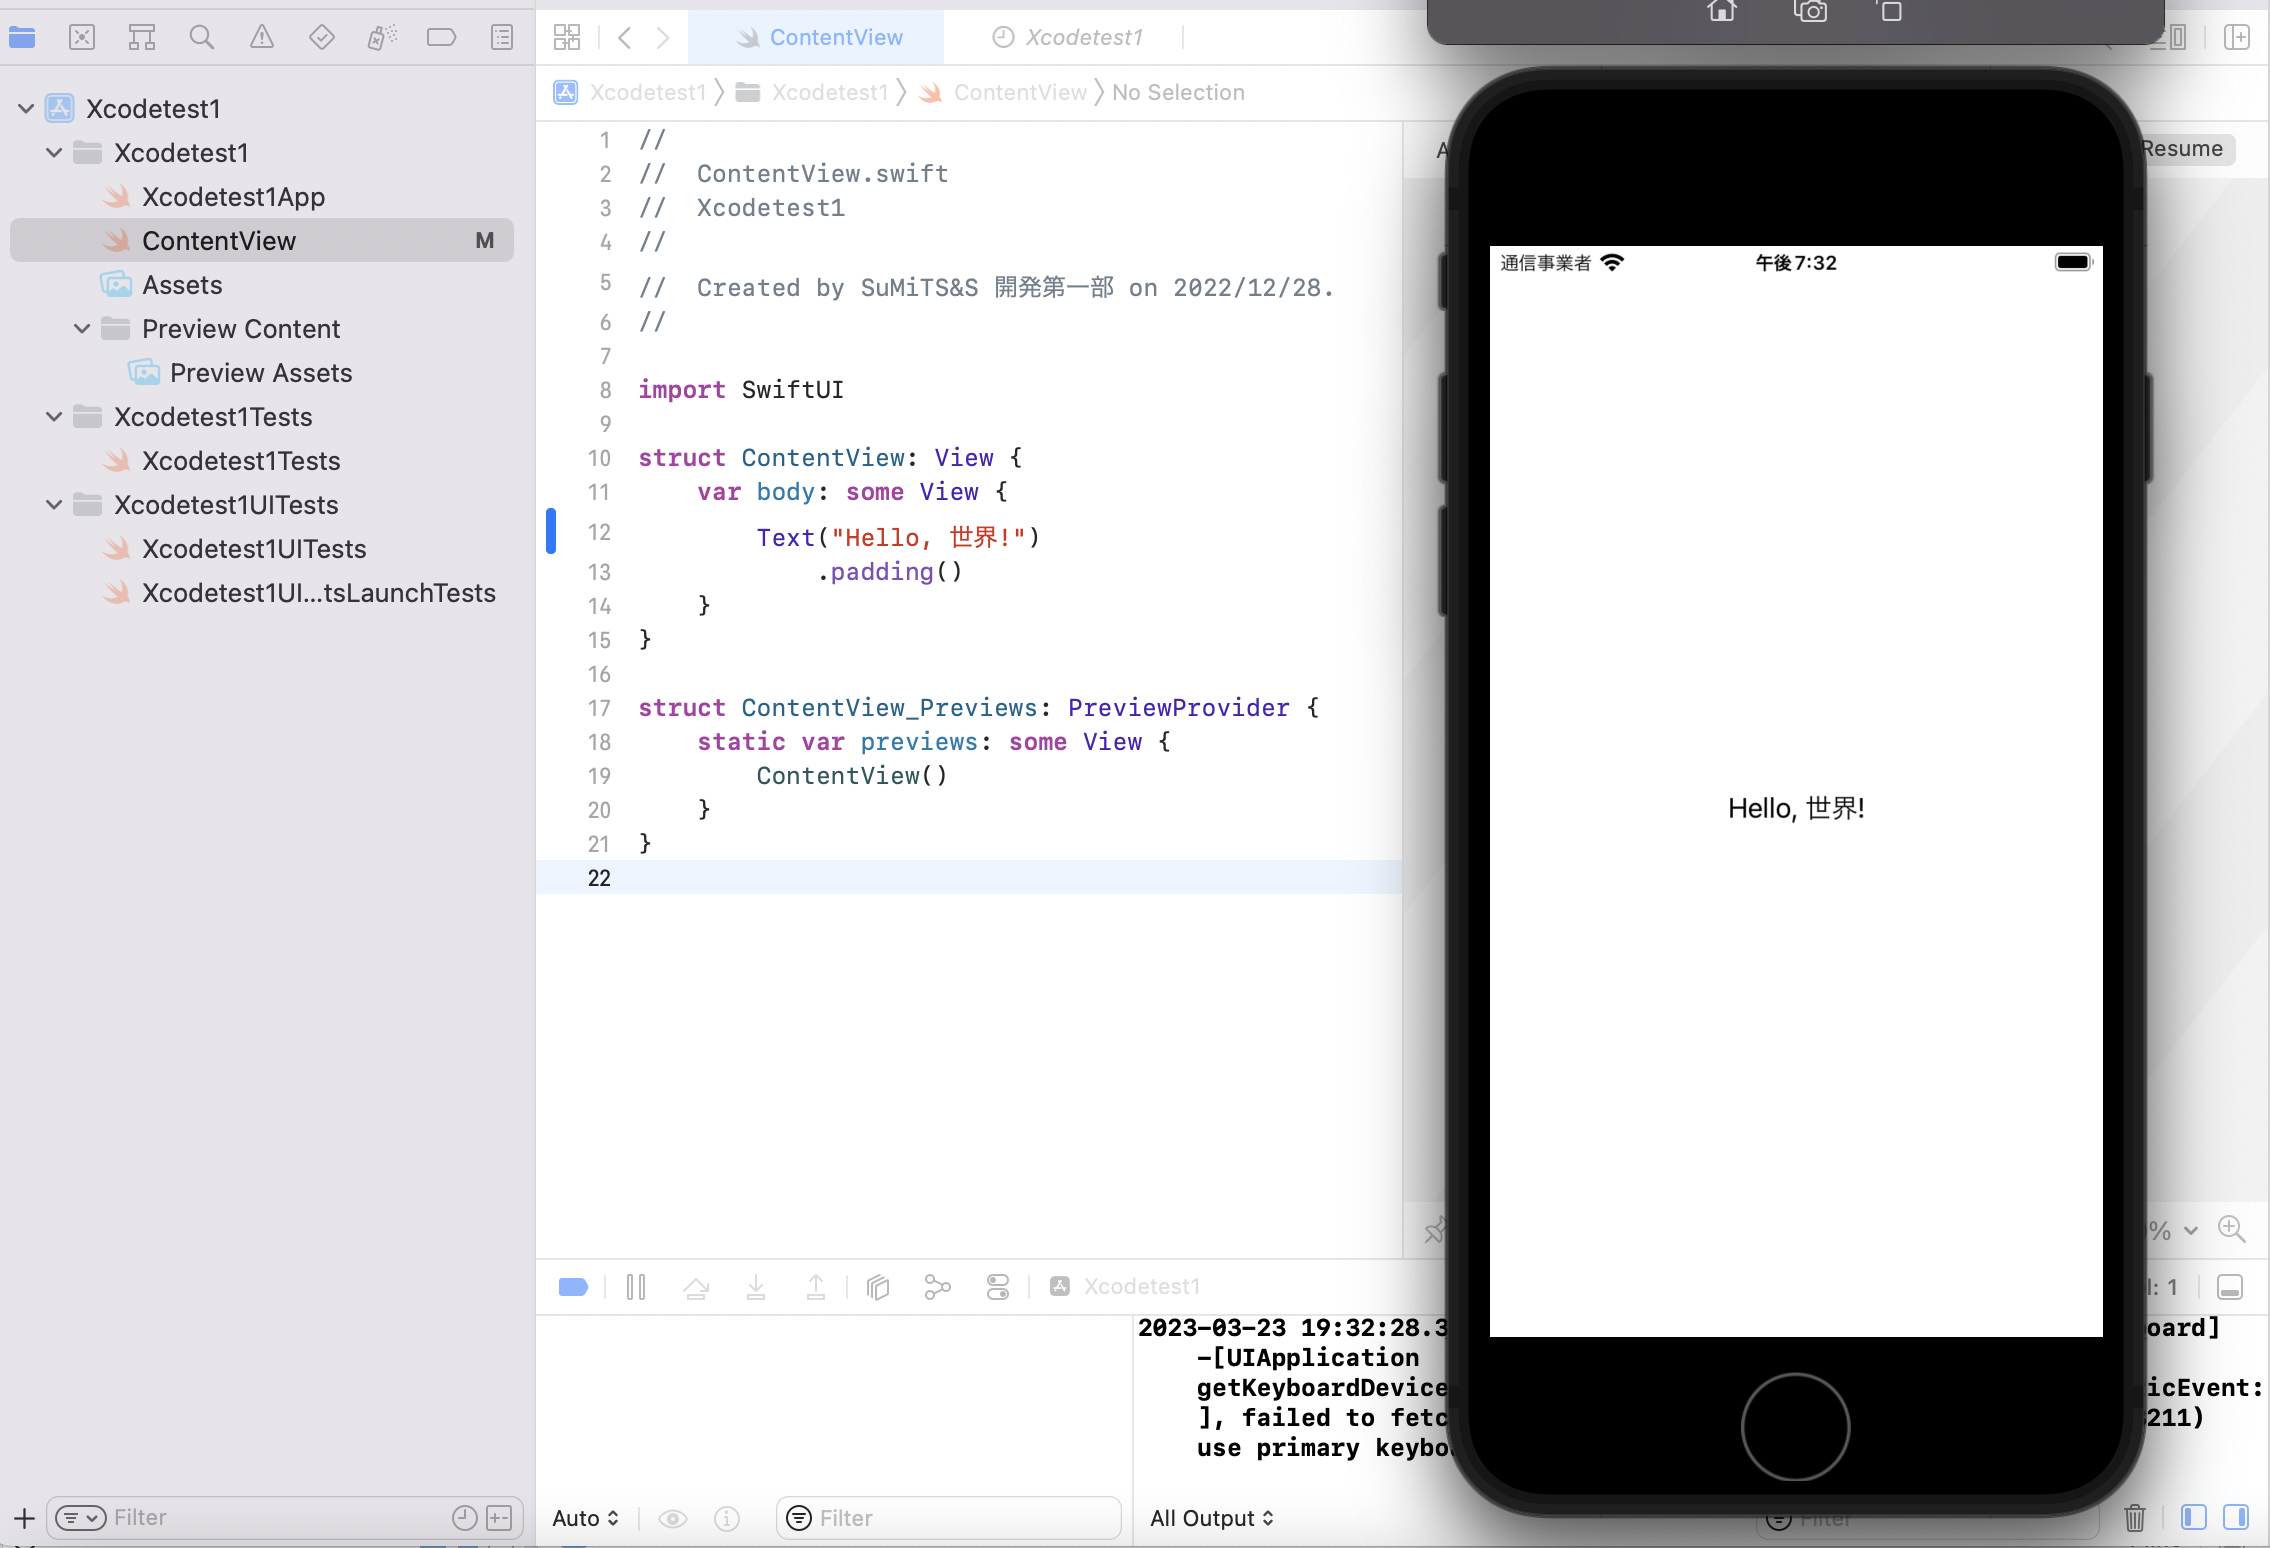 ContentView
Xcodetest1
Xcodetest1
Xcodetest1
ContentView
No Selection
Xcodetest1
Xcodetest1
Xcodetest1App
ContentView
M
Assets
Preview Content
Preview Assets
Xcodetest1Tests
Xcodetest1Tests
Xcodetest1UITests
Xcodetest1UITests
Xcodetest1UI...tsLaunchTests
Filter
1 //
2 //  ContentView.swift
3 //  Xcodetest1
4 //
5 //  Created by SuMiTS&S 開発第一部 on 2022/12/28.
6 //
7
8 import SwiftUI
9
10 struct ContentView: View {
11     var body: some View {
12         Text("Hello, 世界!")
13             .padding()
14     }
15 }
16
17 struct ContentView_Previews: PreviewProvider {
18     static var previews: some View {
19         ContentView()
20     }
21 }
22
Resume
通信事業者
午後7:32
Hello, 世界!
%
: 1
Xcodetest1
2023-03-23 19:32:28.3 oard]
-[UIApplication
getKeyboardDevice icEvent:
], failed to fetc 211)
use primary keybo
Auto
Filter
All Output
Filter